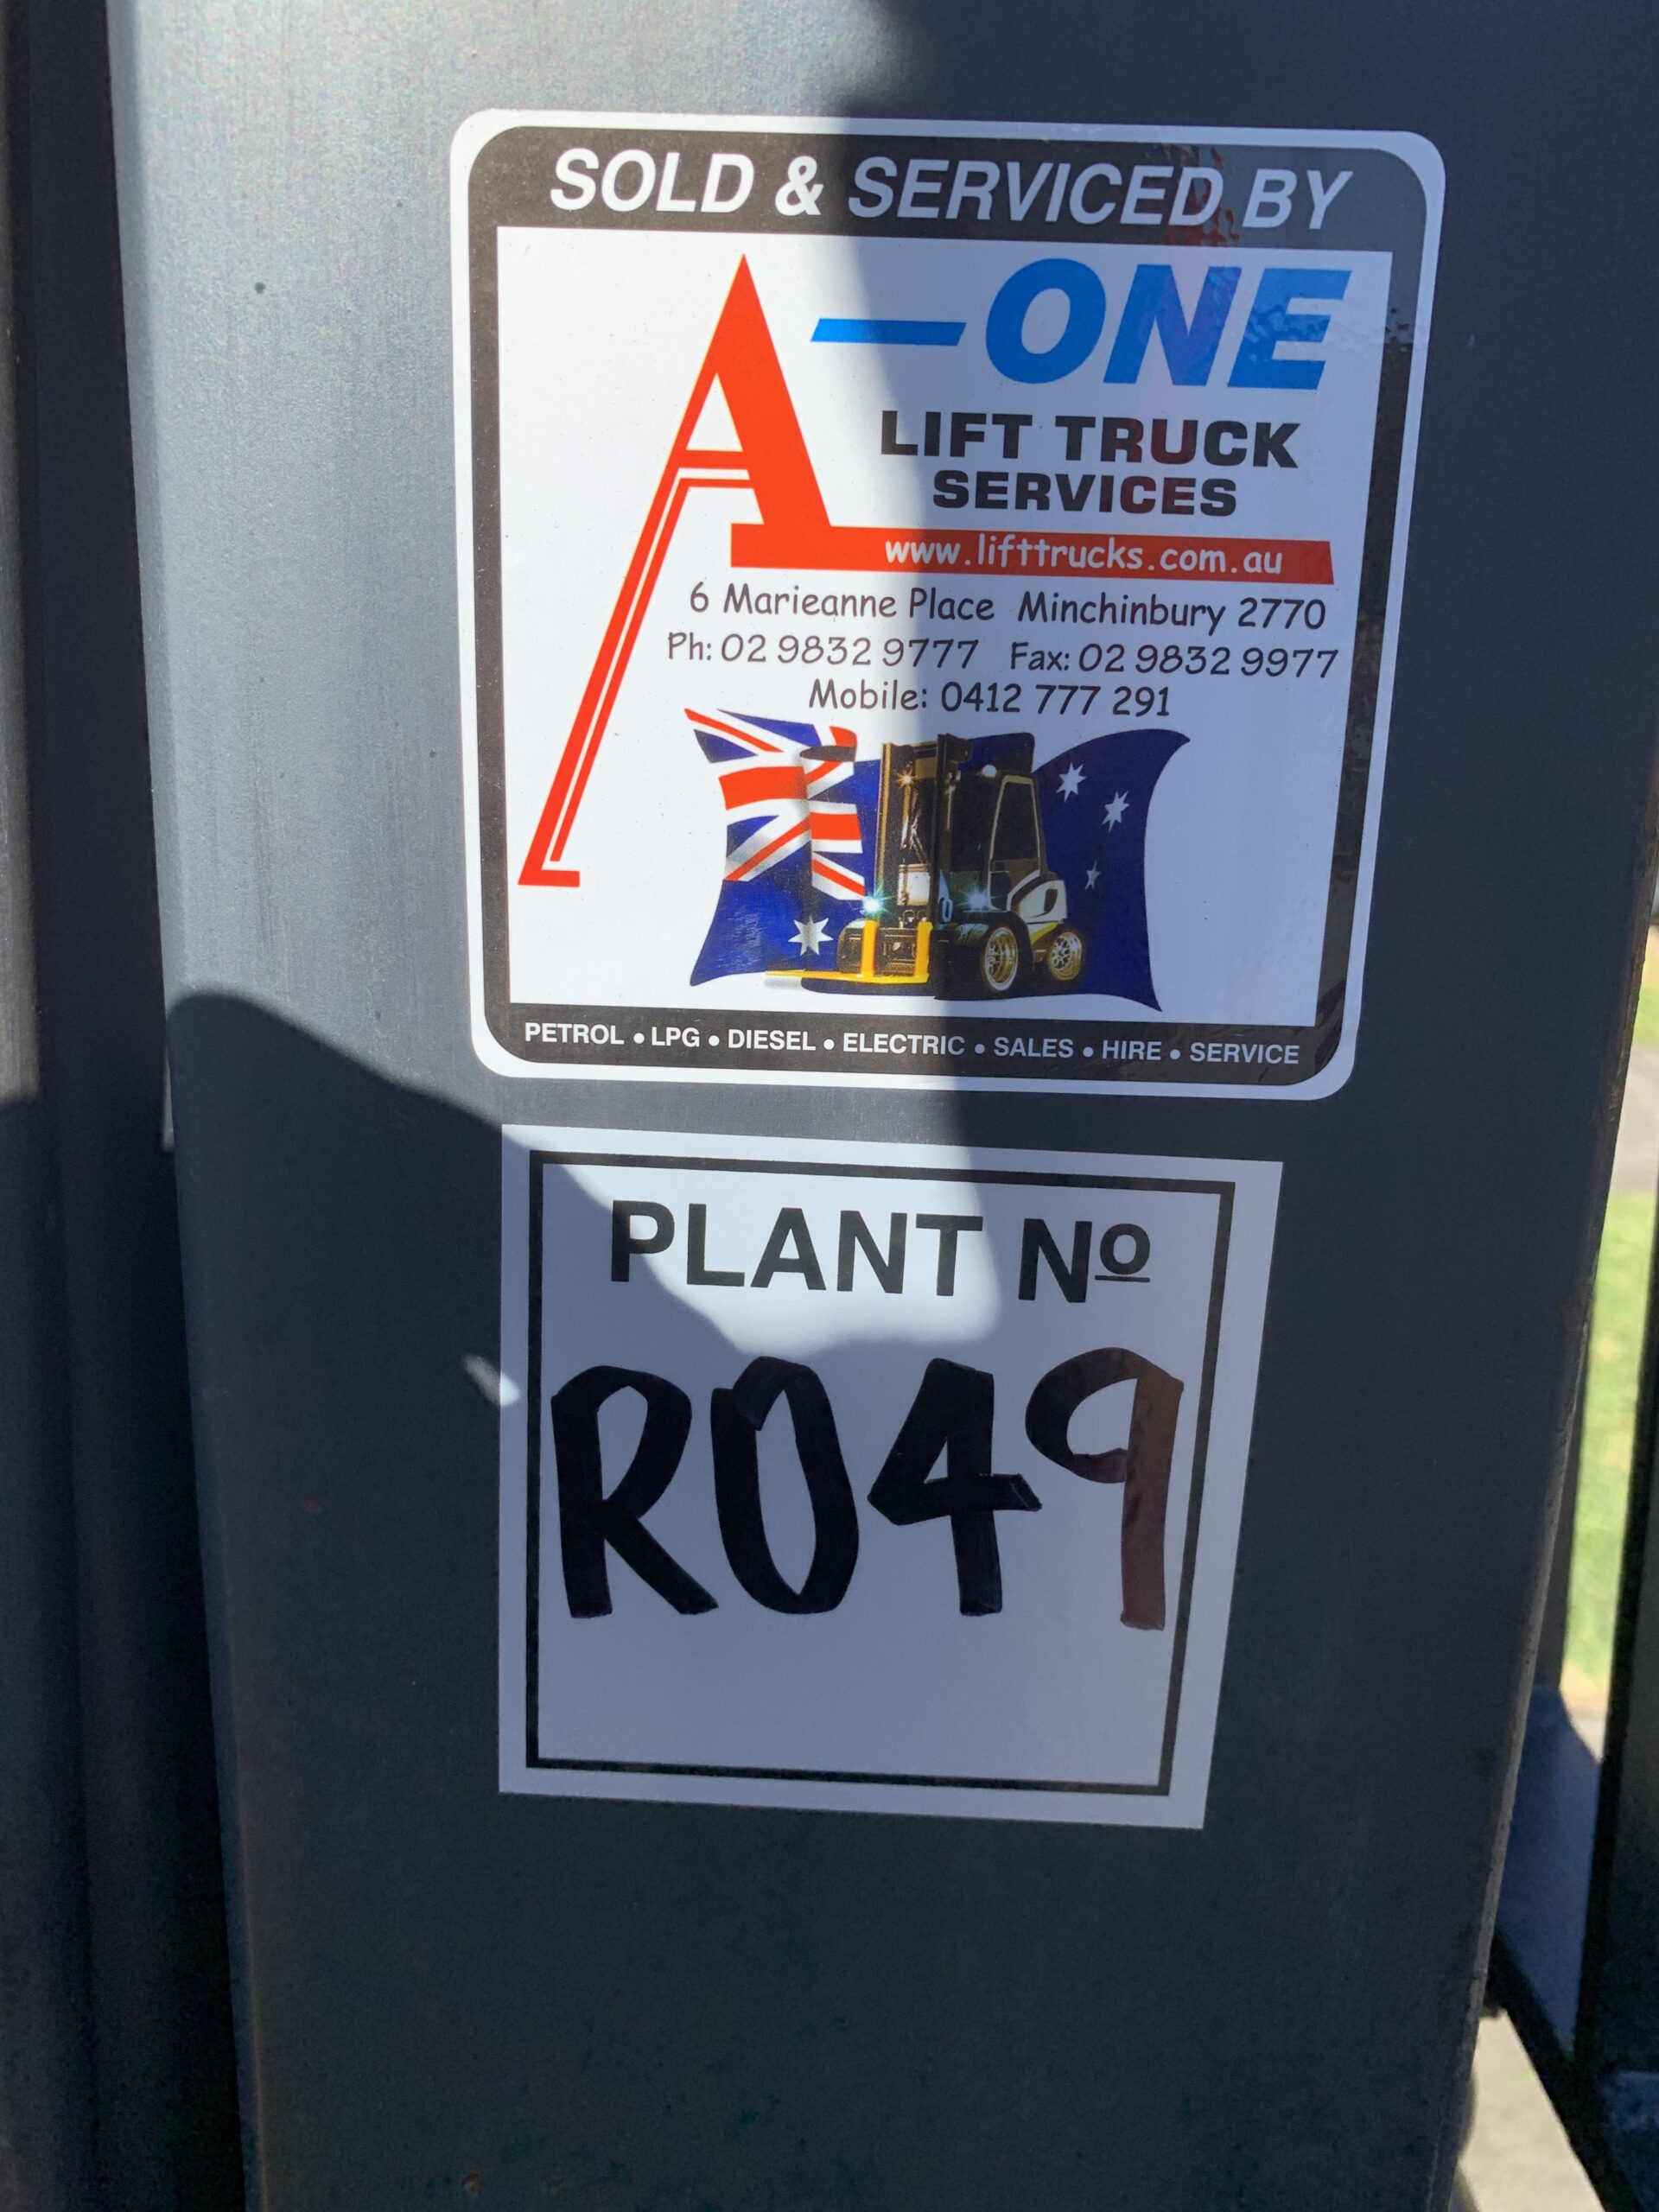 SOLD & SERVICED BY
A-ONE
LIFT TRUCK
SERVICES
www.lifttrucks.com.au
6 Marieanne Place Minchinbury 2770
Ph: 02 9832 9777 Fax: 02 9832 9977
Mobile: 0412 777 291
PETROL • LPG • DIESEL • ELECTRIC • SALES • HIRE • SERVICE
PLANT Nº
R049